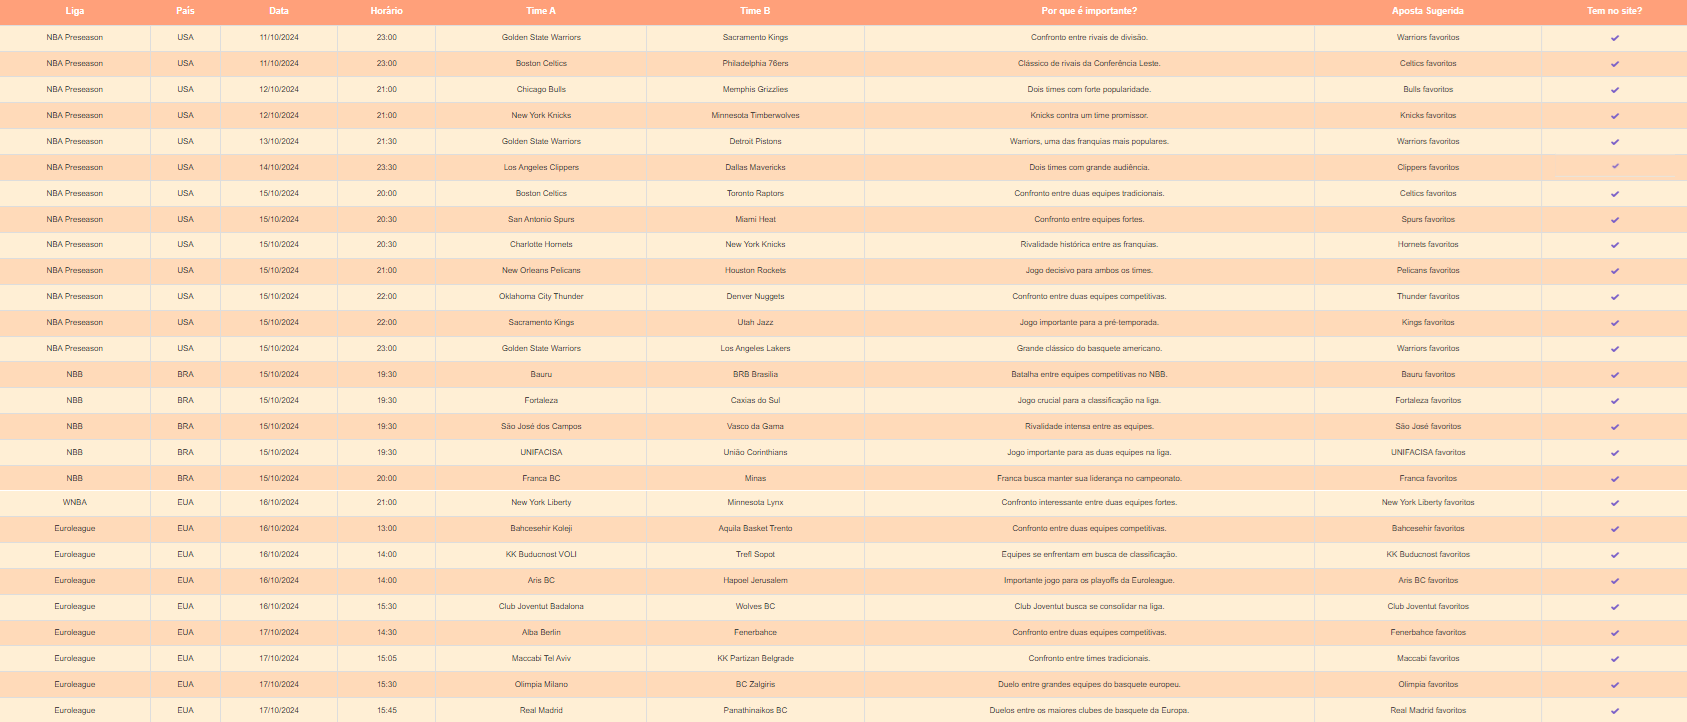 Liga País Data Horário Time A Time B Por que é importante? Aposta Sugerida Tem no site?
NBA Preseason USA 11/10/2024 23:00 Golden State Warriors Sacramento Kings Confronto entre rivais de divisão. Warriors favoritos ✓
NBA Preseason USA 11/10/2024 23:00 Boston Celtics Philadelphia 76ers Clássico de rivais da Conferência Leste. Celtics favoritos ✓
NBA Preseason USA 12/10/2024 21:00 Chicago Bulls Memphis Grizzlies Dois times com forte popularidade. Bulls favoritos ✓
NBA Preseason USA 12/10/2024 21:00 New York Knicks Minnesota Timberwolves Knicks contra um time promissor. Knicks favoritos ✓
NBA Preseason USA 13/10/2024 21:30 Golden State Warriors Detroit Pistons Warriors, uma das franquias mais populares. Warriors favoritos ✓
NBA Preseason USA 14/10/2024 23:30 Los Angeles Clippers Dallas Mavericks Dois times com grande audiência. Clippers favoritos ✓
NBA Preseason USA 15/10/2024 20:00 Boston Celtics Toronto Raptors Confronto entre duas equipes tradicionais. Celtics favoritos ✓
NBA Preseason USA 15/10/2024 20:30 San Antonio Spurs Miami Heat Confronto entre equipes fortes. Spurs favoritos ✓
NBA Preseason USA 15/10/2024 20:30 Charlotte Hornets New York Knicks Rivalidade histórica entre as franquias. Hornets favoritos ✓
NBA Preseason USA 15/10/2024 21:00 New Orleans Pelicans Houston Rockets Jogo decisivo para ambos os times. Pelicans favoritos ✓
NBA Preseason USA 15/10/2024 22:00 Oklahoma City Thunder Denver Nuggets Confronto entre duas equipes competitivas. Thunder favoritos ✓
NBA Preseason USA 15/10/2024 22:00 Sacramento Kings Utah Jazz Jogo importante para a pré-temporada. Kings favoritos ✓
NBA Preseason USA 15/10/2024 23:00 Golden State Warriors Los Angeles Lakers Grande clássico do basquete americano. Warriors favoritos ✓
NBB BRA 15/10/2024 19:30 Bauru BRB Brasília Batalha entre equipes competitivas no NBB. Bauru favoritos ✓
NBB BRA 15/10/2024 19:30 Fortaleza Caxias do Sul Jogo crucial para a classificação na liga. Fortaleza favoritos ✓
NBB BRA 15/10/2024 19:30 São José dos Campos Vasco da Gama Rivalidade intensa entre as equipes. São José favoritos ✓
NBB BRA 15/10/2024 19:30 UNIFACISA União Corinthians Jogo importante para as duas equipes na liga. UNIFACISA favoritos ✓
NBB BRA 15/10/2024 20:00 Franca BC Minas Franca busca manter sua liderança no campeonato. Franca favoritos ✓
WNBA EUA 16/10/2024 21:00 New York Liberty Minnesota Lynx Confronto interessante entre duas equipes fortes. New York Liberty favoritos ✓
Euroleague EUA 16/10/2024 13:00 Bahcesehir Koleji Aquila Basket Trento Confronto entre duas equipes competitivas. Bahcesehir favoritos ✓
Euroleague EUA 16/10/2024 14:00 KK Buducnost VOLI Trefl Sopot Equipes se enfrentam em busca de classificação. KK Buducnost favoritos ✓
Euroleague EUA 16/10/2024 14:00 Aris BC Hapoel Jerusalem Importante jogo para os playoffs da Euroleague. Aris BC favoritos ✓
Euroleague EUA 16/10/2024 15:30 Club Joventut Badalona Wolves BC Club Joventut busca se consolidar na liga. Club Joventut favoritos ✓
Euroleague EUA 17/10/2024 14:30 Alba Berlin Fenerbahce Confronto entre duas equipes competitivas. Fenerbahce favoritos ✓
Euroleague EUA 17/10/2024 15:05 Maccabi Tel Aviv KK Partizan Belgrade Confronto entre times tradicionais. Maccabi favoritos ✓
Euroleague EUA 17/10/2024 15:30 Olimpia Milano BC Zalgiris Duelo entre grandes equipes do basquete europeu. Olimpia favoritos ✓
Euroleague EUA 17/10/2024 15:45 Real Madrid Panathinaikos BC Duelos entre os maiores clubes de basquete da Europa. Real Madrid favoritos ✓